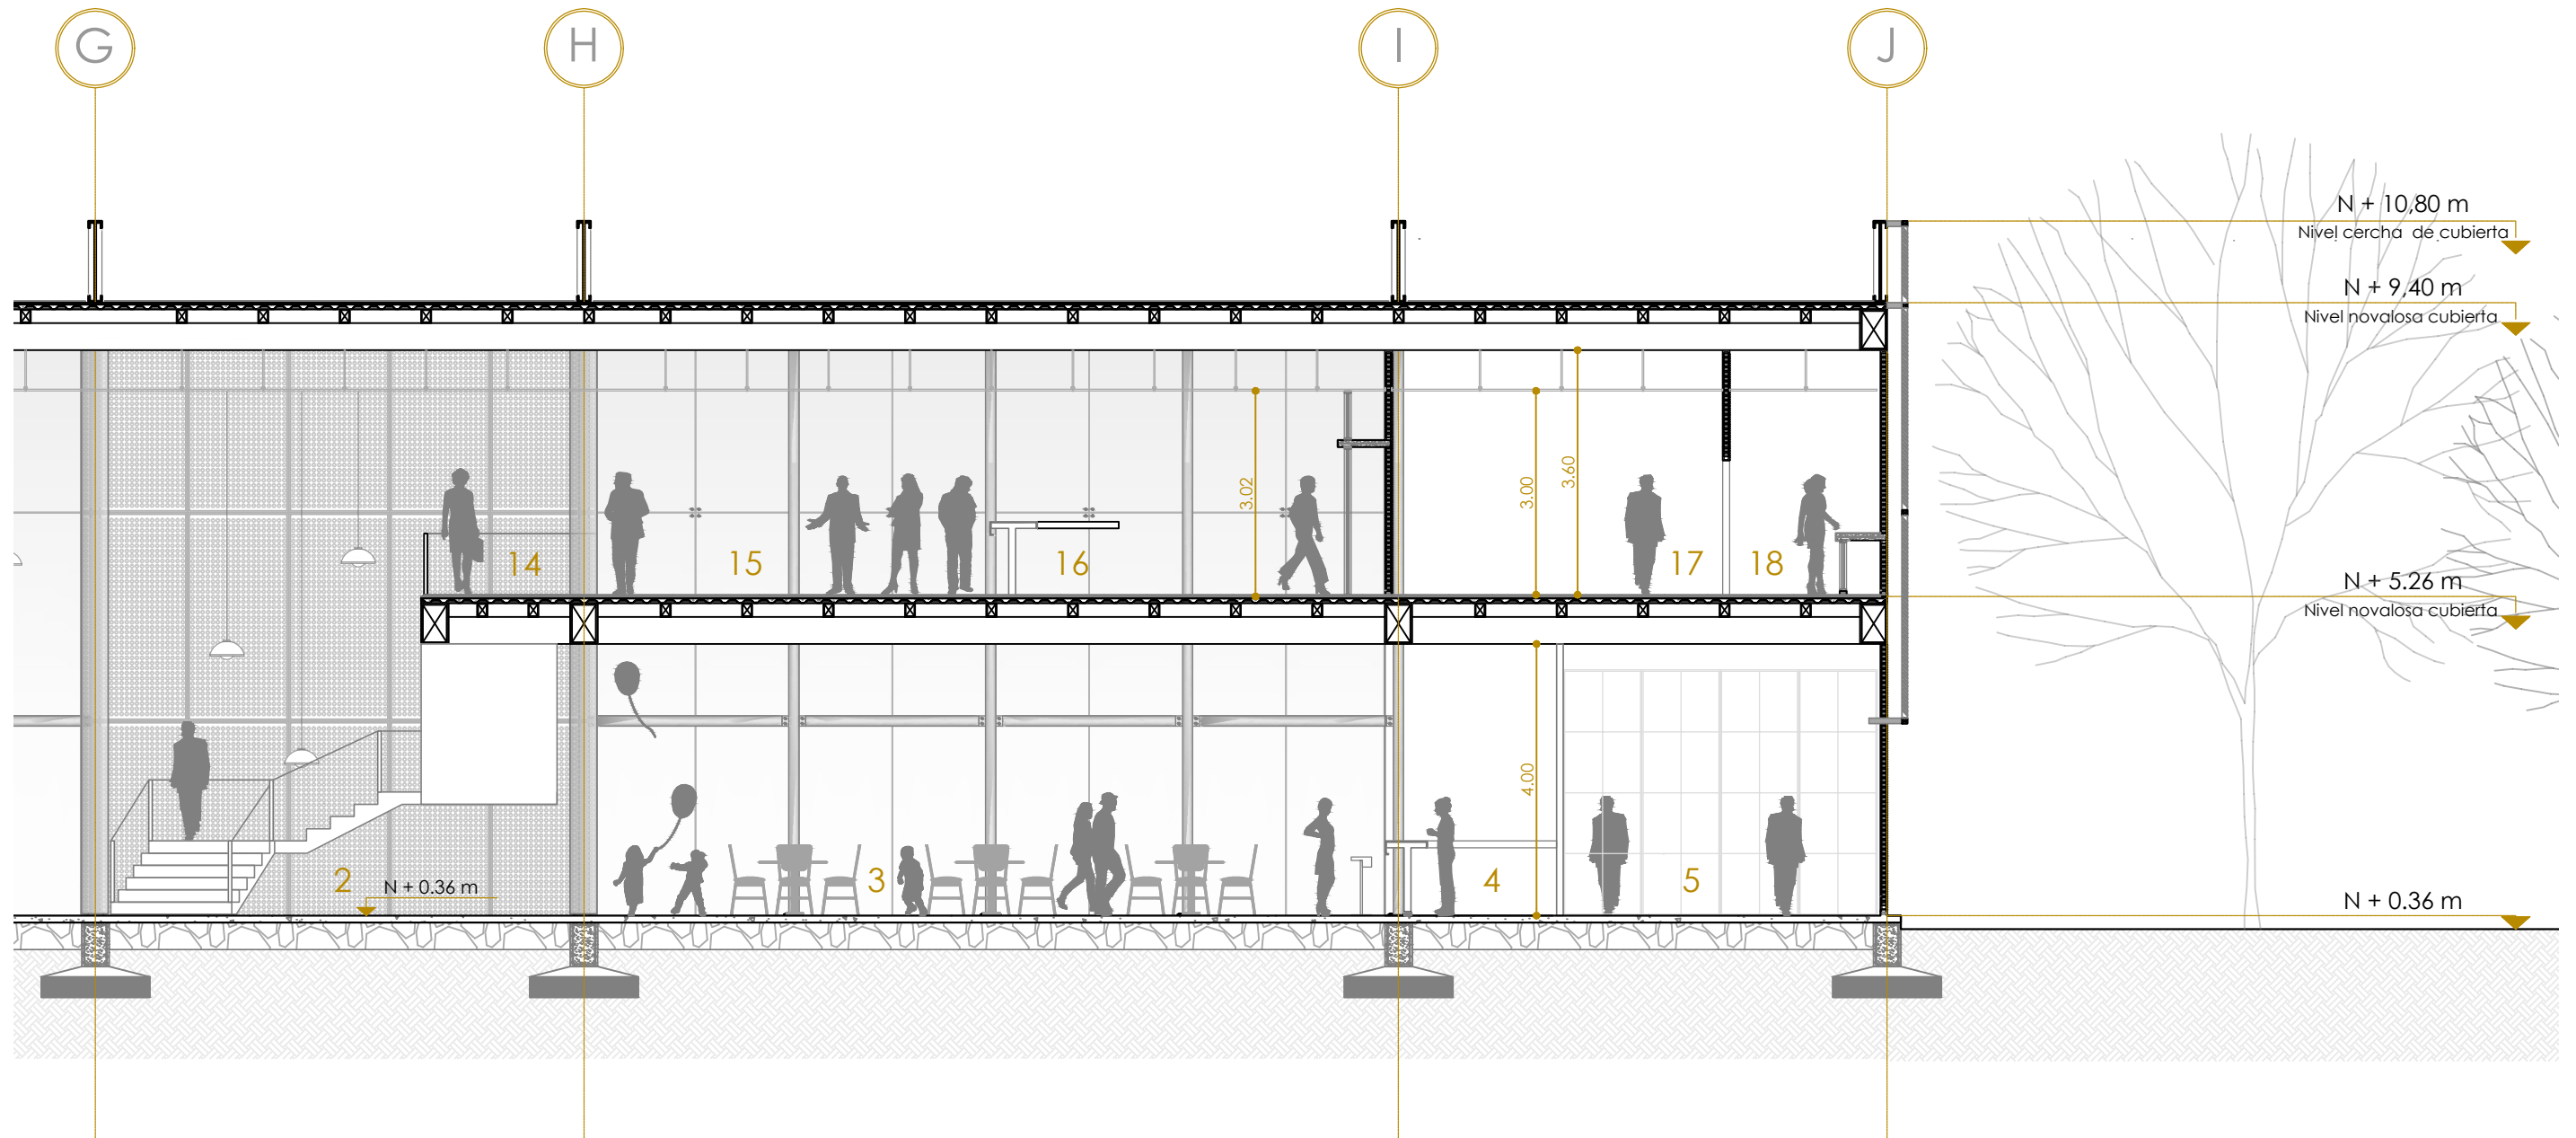 G
H
I
J
N + 10,80 m
Nivel cercha de cubierta
N + 9,40 m
Nivel novalosa cubierta
3.02
3.00
3.60
14
15
16
17
18
N + 5.26 m
Nivel novalosa cubierta
4.00
2
N + 0.36 m
3
4
5
N + 0.36 m